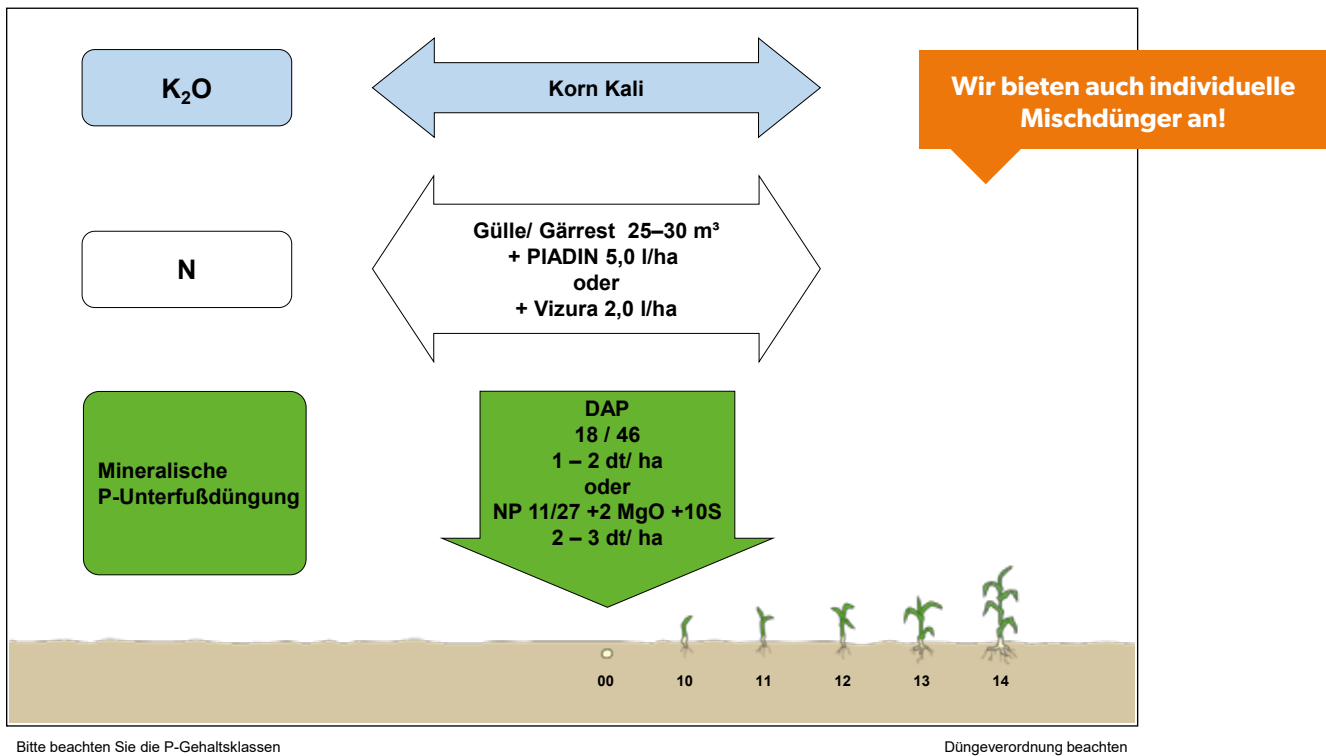 K₂O
Korn Kali
Wir bieten auch individuelle
Mischdünger an!
N
Gülle/ Gärrest 25–30 m³
+ PIADIN 5,0 l/ha
oder
+ Vizura 2,0 l/ha
Mineralische
P-Unterfußdüngung
DAP
18 / 46
1 – 2 dt/ ha
oder
NP 11/27 +2 MgO +10S
2 – 3 dt/ ha
00 10 11 12 13 14
Bitte beachten Sie die P-Gehaltsklassen
Düngeverordnung beachten